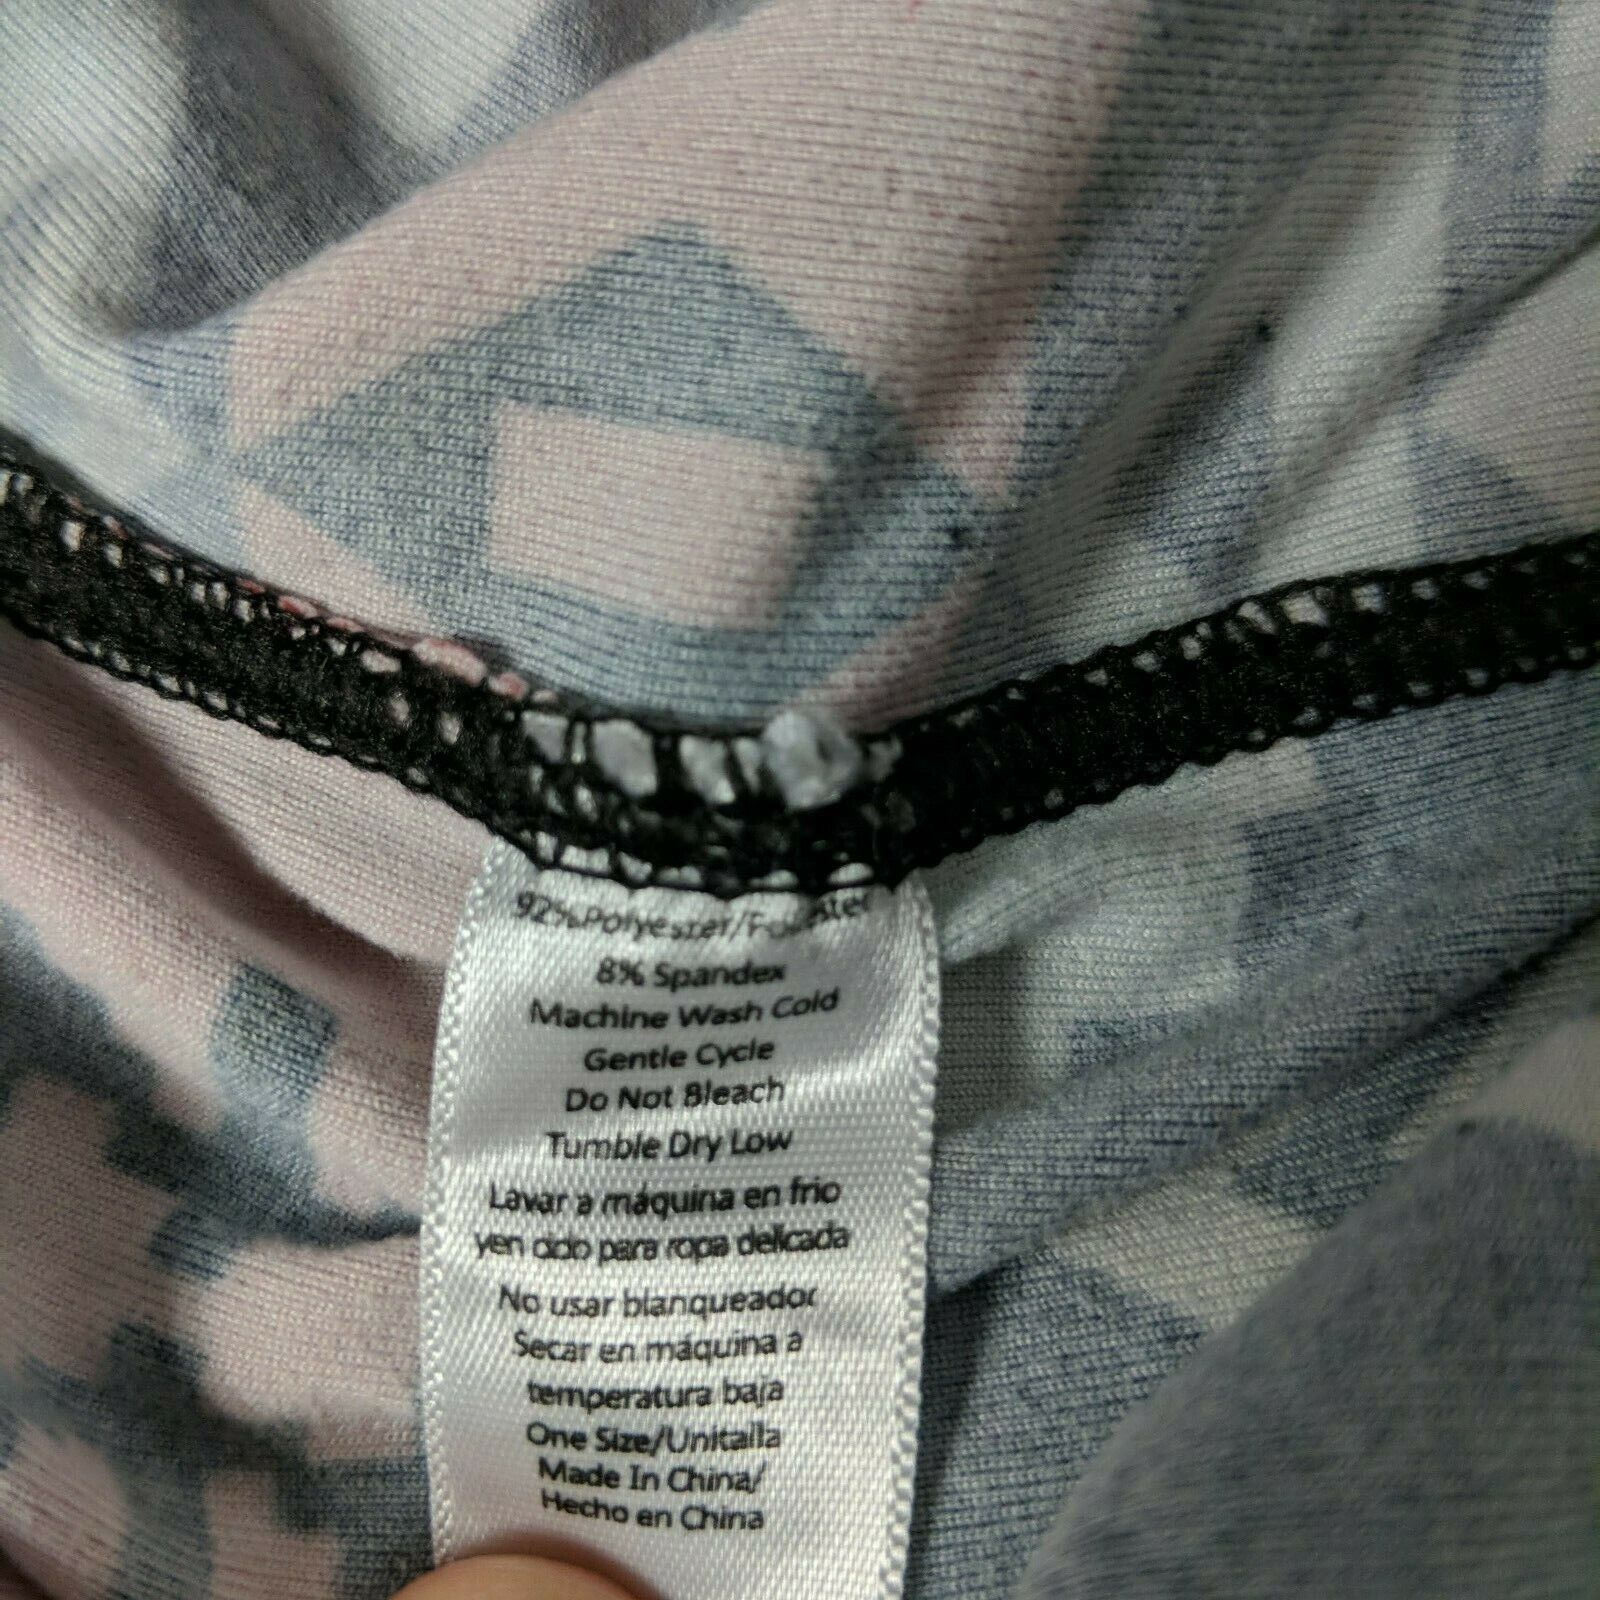 92%Polyester/Poliester
8% Spandex
Machine Wash Cold
Gentle Cycle
Do Not Bleach
Tumble Dry Low
Lavar a máquina en frio
yen ciclo para ropa delicada
No usar blanqueador
Secar en máquina a
temperatura baja
One Size/Unitalla
Made In China/
Hecho en China